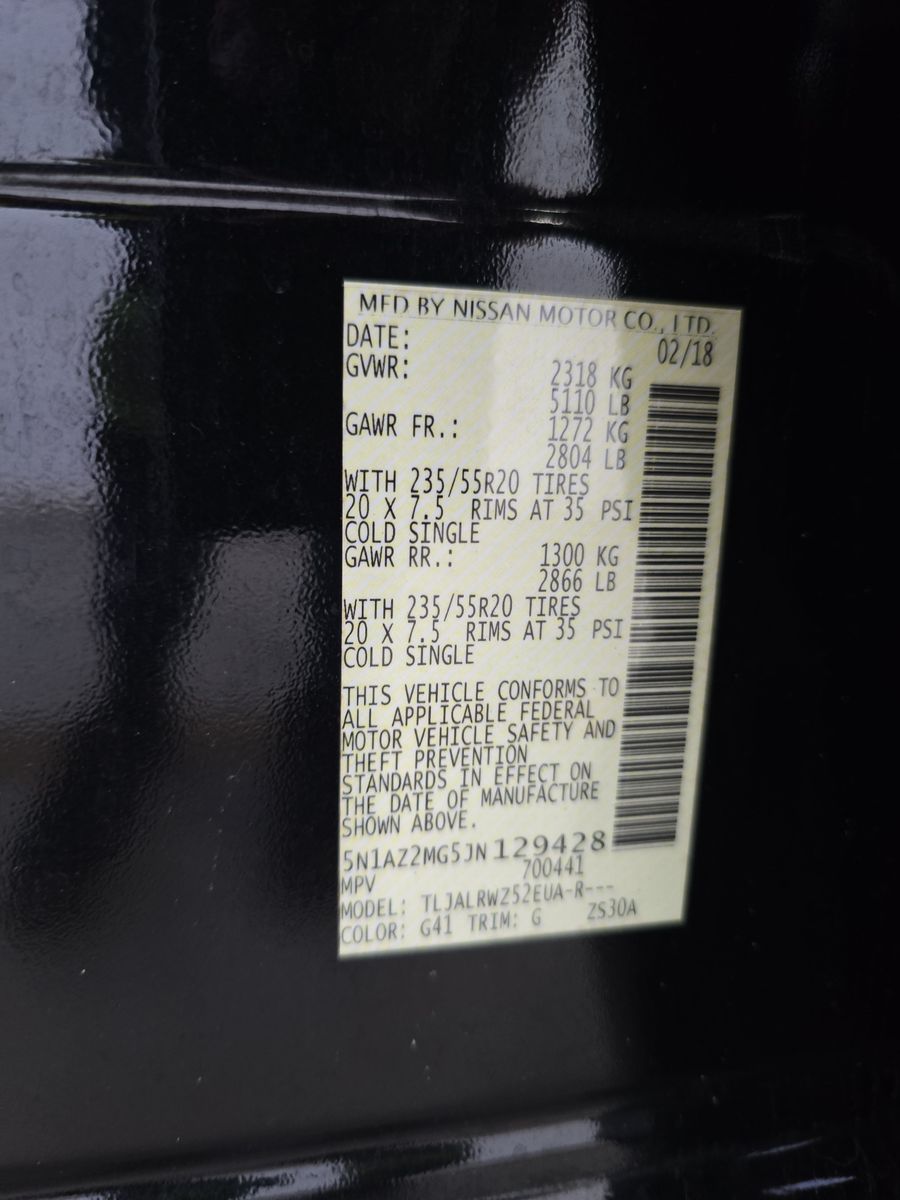 MFD BY NISSAN MOTOR CO., LTD.
DATE: 02/18
GVWR: 2318 KG
5110 LB
GAWR FR.: 1272 KG
2804 LB
WITH 235/55R20 TIRES
20 X 7.5 RIMS AT 35 PSI
COLD SINGLE
GAWR RR.: 1300 KG
2866 LB
WITH 235/55R20 TIRES
20 X 7.5 RIMS AT 35 PSI
COLD SINGLE
THIS VEHICLE CONFORMS TO
ALL APPLICABLE FEDERAL
MOTOR VEHICLE SAFETY AND
THEFT PREVENTION
STANDARDS IN EFFECT ON
THE DATE OF MANUFACTURE
SHOWN ABOVE.
5N1AZ2MG5JN129428
MPV 700441
MODEL: TLJALRWZ52EUA-R---
COLOR: G41 TRIM: G ZS30A